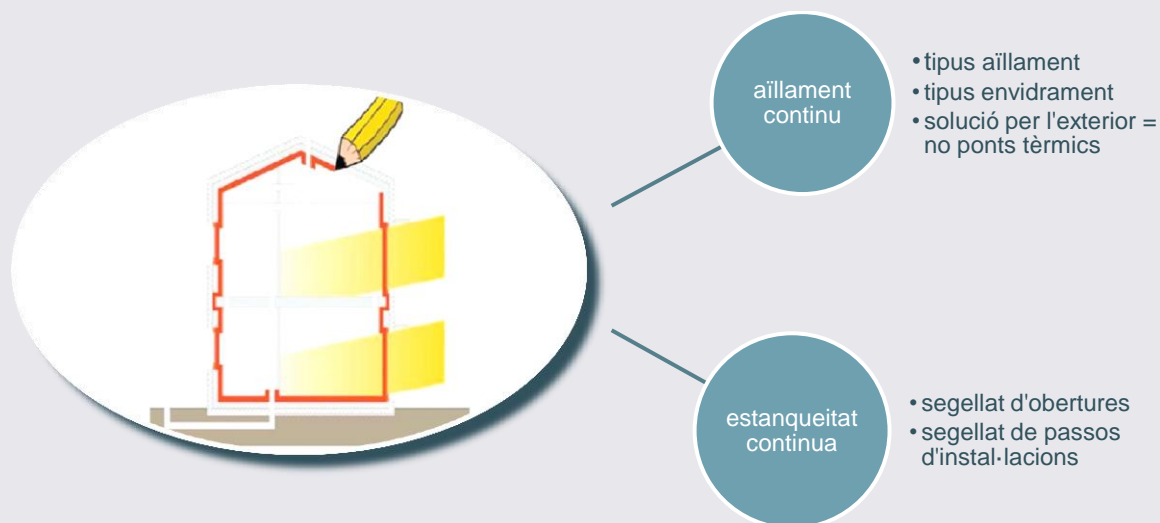 aïllament
continu
• tipus aïllament
• tipus envidrament
• solució per l'exterior =
no ponts tèrmics
estanqueitat
continua
• segellat d'obertures
• segellat de passos
d'instal·lacions